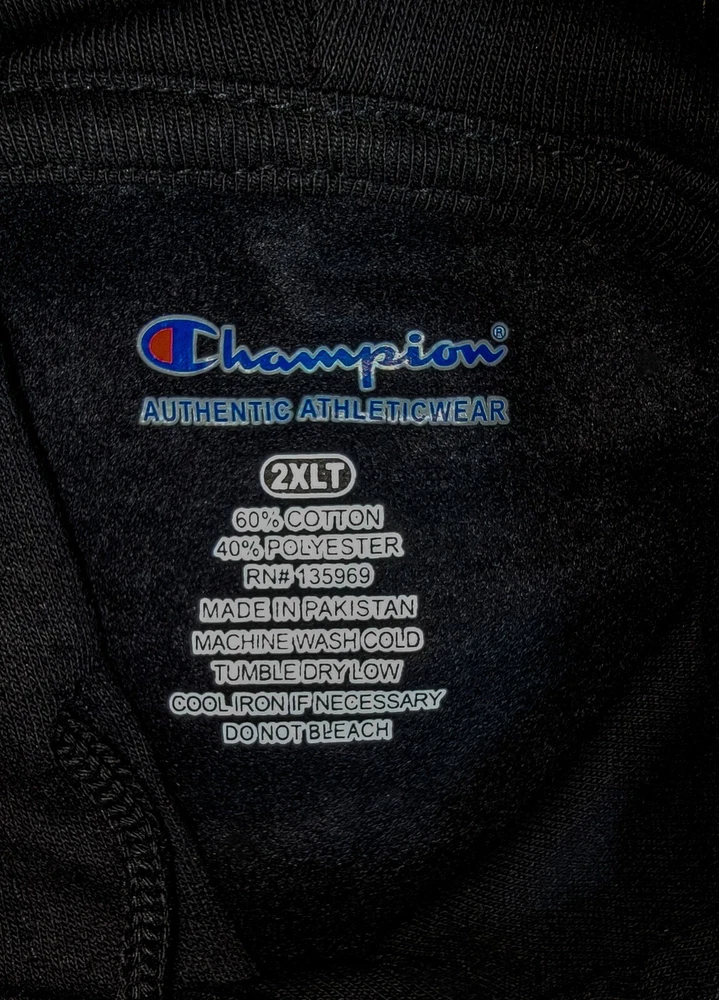 Champion®
AUTHENTIC ATHLETICWEAR
2XLT
60% COTTON
40% POLYESTER
RN# 135969
MADE IN PAKISTAN
MACHINE WASH COLD
TUMBLE DRY LOW
COOL IRON IF NECESSARY
DO NOT BLEACH